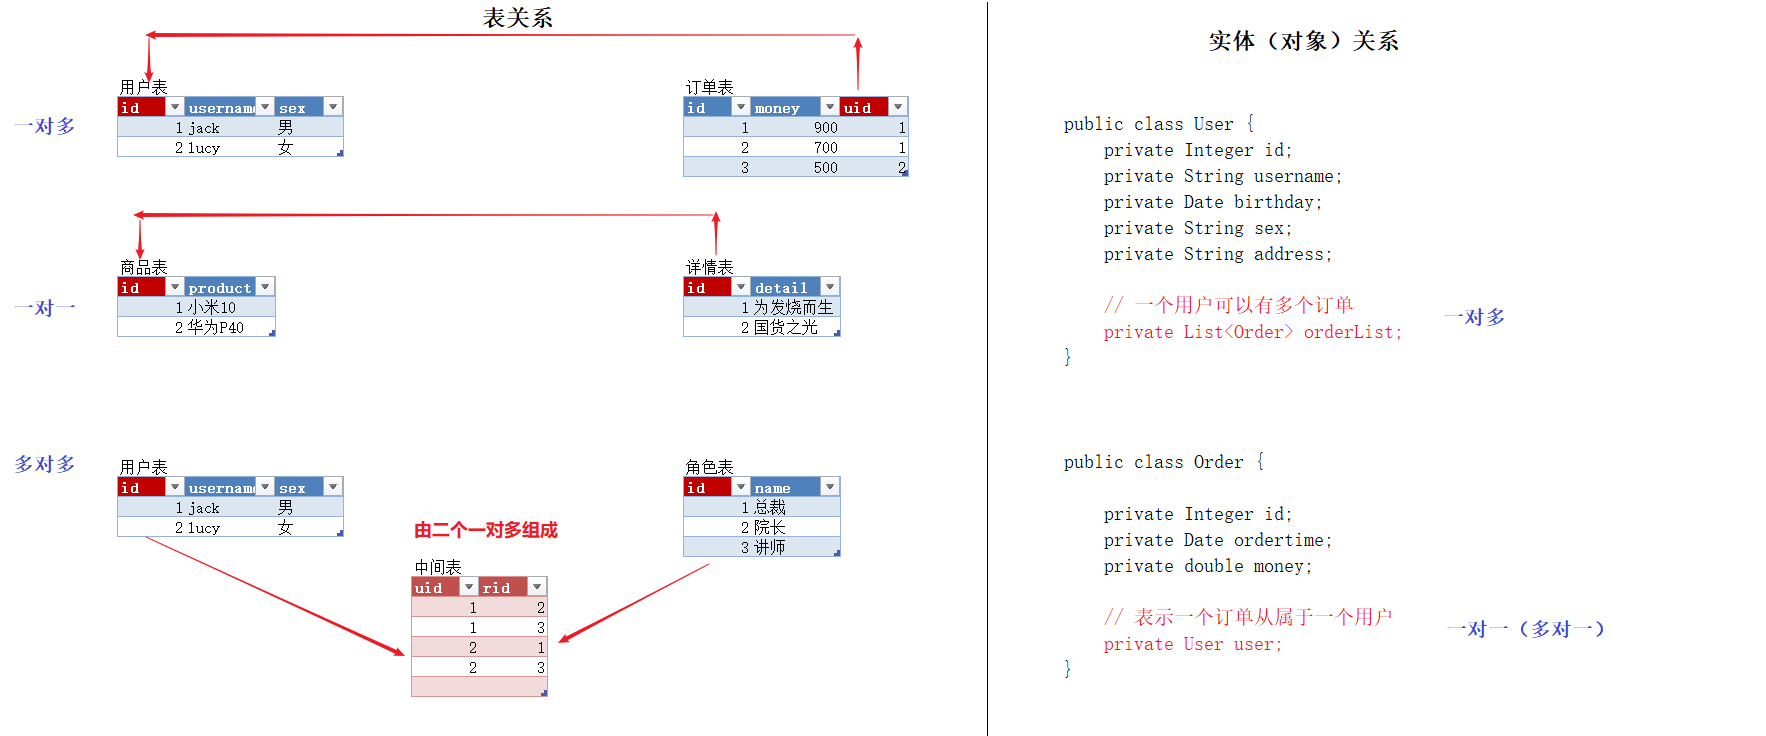 表关系
一对多
用户表
id username sex
1 jack 男
2 lucy 女
订单表
id money uid
1 900 1
2 700 1
3 500 2
一对一
商品表
id product
1 小米10
2 华为P40
详情表
id detail
1 为发烧而生
2 国货之光
多对多
用户表
id username sex
1 jack 男
2 lucy 女
由二个一对多组成
中间表
uid rid
1 2
1 3
2 1
2 3
角色表
id name
1 总裁
2 院长
3 讲师
实体（对象）关系
public class User {
private Integer id;
private String username;
private Date birthday;
private String sex;
private String address;
// 一个用户可以有多个订单
private List<Order> orderList;
}
一对多
public class Order {
private Integer id;
private Date ordertime;
private double money;
// 表示一个订单从属于一个用户
private User user;
}
一对一（多对一）